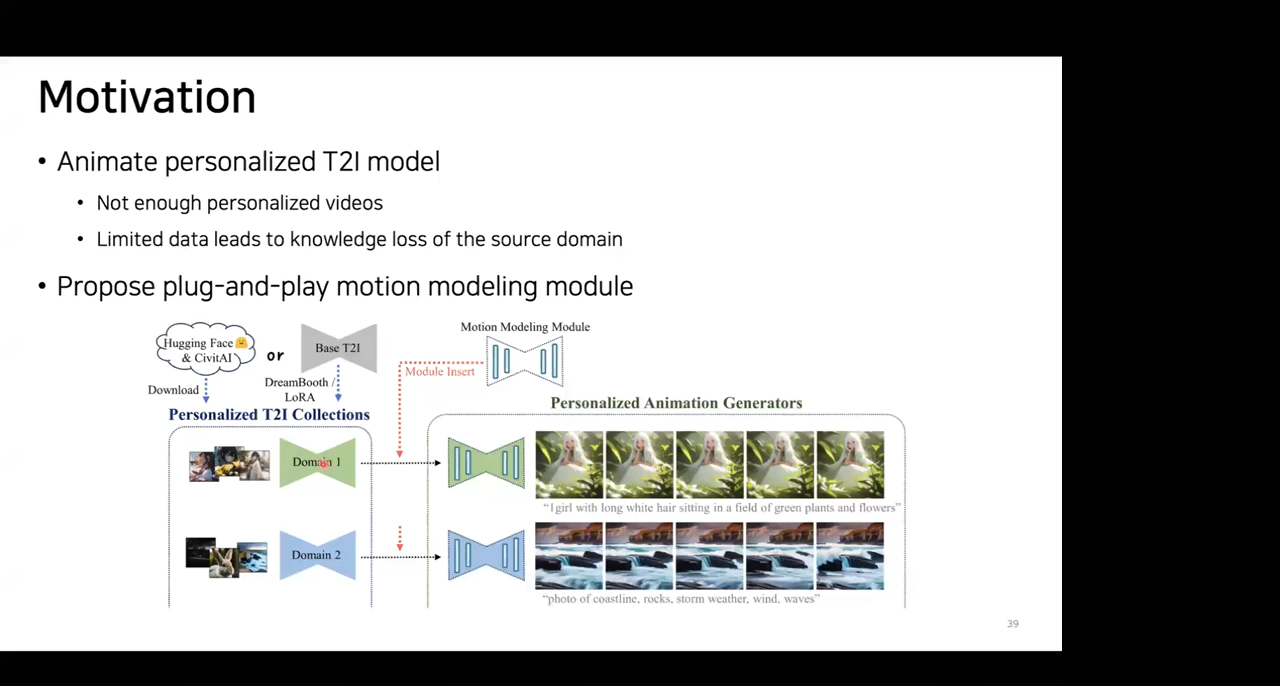 Motivation
• Animate personalized T2I model
• Not enough personalized videos
• Limited data leads to knowledge loss of the source domain
• Propose plug-and-play motion modeling module
Hugging Face
& CivitAI
or
Base T2I
Motion Modeling Module
Download
DreamBooth /
LoRA
Module Insert
Personalized T2I Collections
Personalized Animation Generators
Domain 1
"1girl with long white hair sitting in a field of green plants and flowers"
Domain 2
"photo of coastline, rocks, storm weather, wind, waves"
39